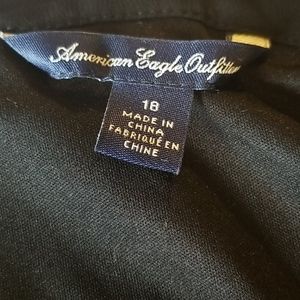 American Eagle Outfitters
18
MADE IN
CHINA
FABRIQUÉ EN
CHINE